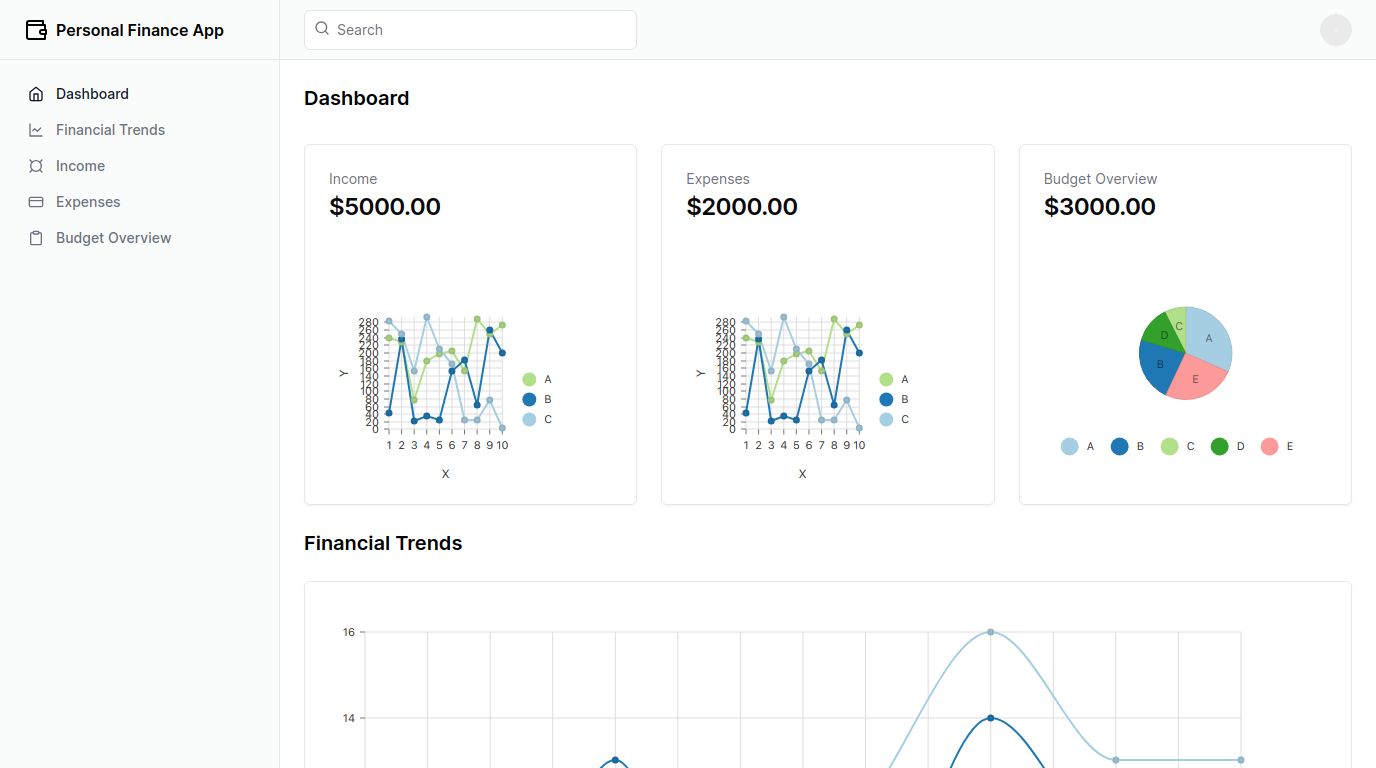 Personal Finance App
Search
Dashboard
Financial Trends
Income
Expenses
Budget Overview
Dashboard
Income
$5000.00
280
260
240
220
200
180
160
140
120
100
80
60
40
20
0
Y
1 2 3 4 5 6 7 8 9 10
X
A
B
C
Expenses
$2000.00
280
260
240
220
200
180
160
140
120
100
80
60
40
20
0
Y
1 2 3 4 5 6 7 8 9 10
X
A
B
C
Budget Overview
$3000.00
C
A
D
B
E
A B C D E
Financial Trends
16
14